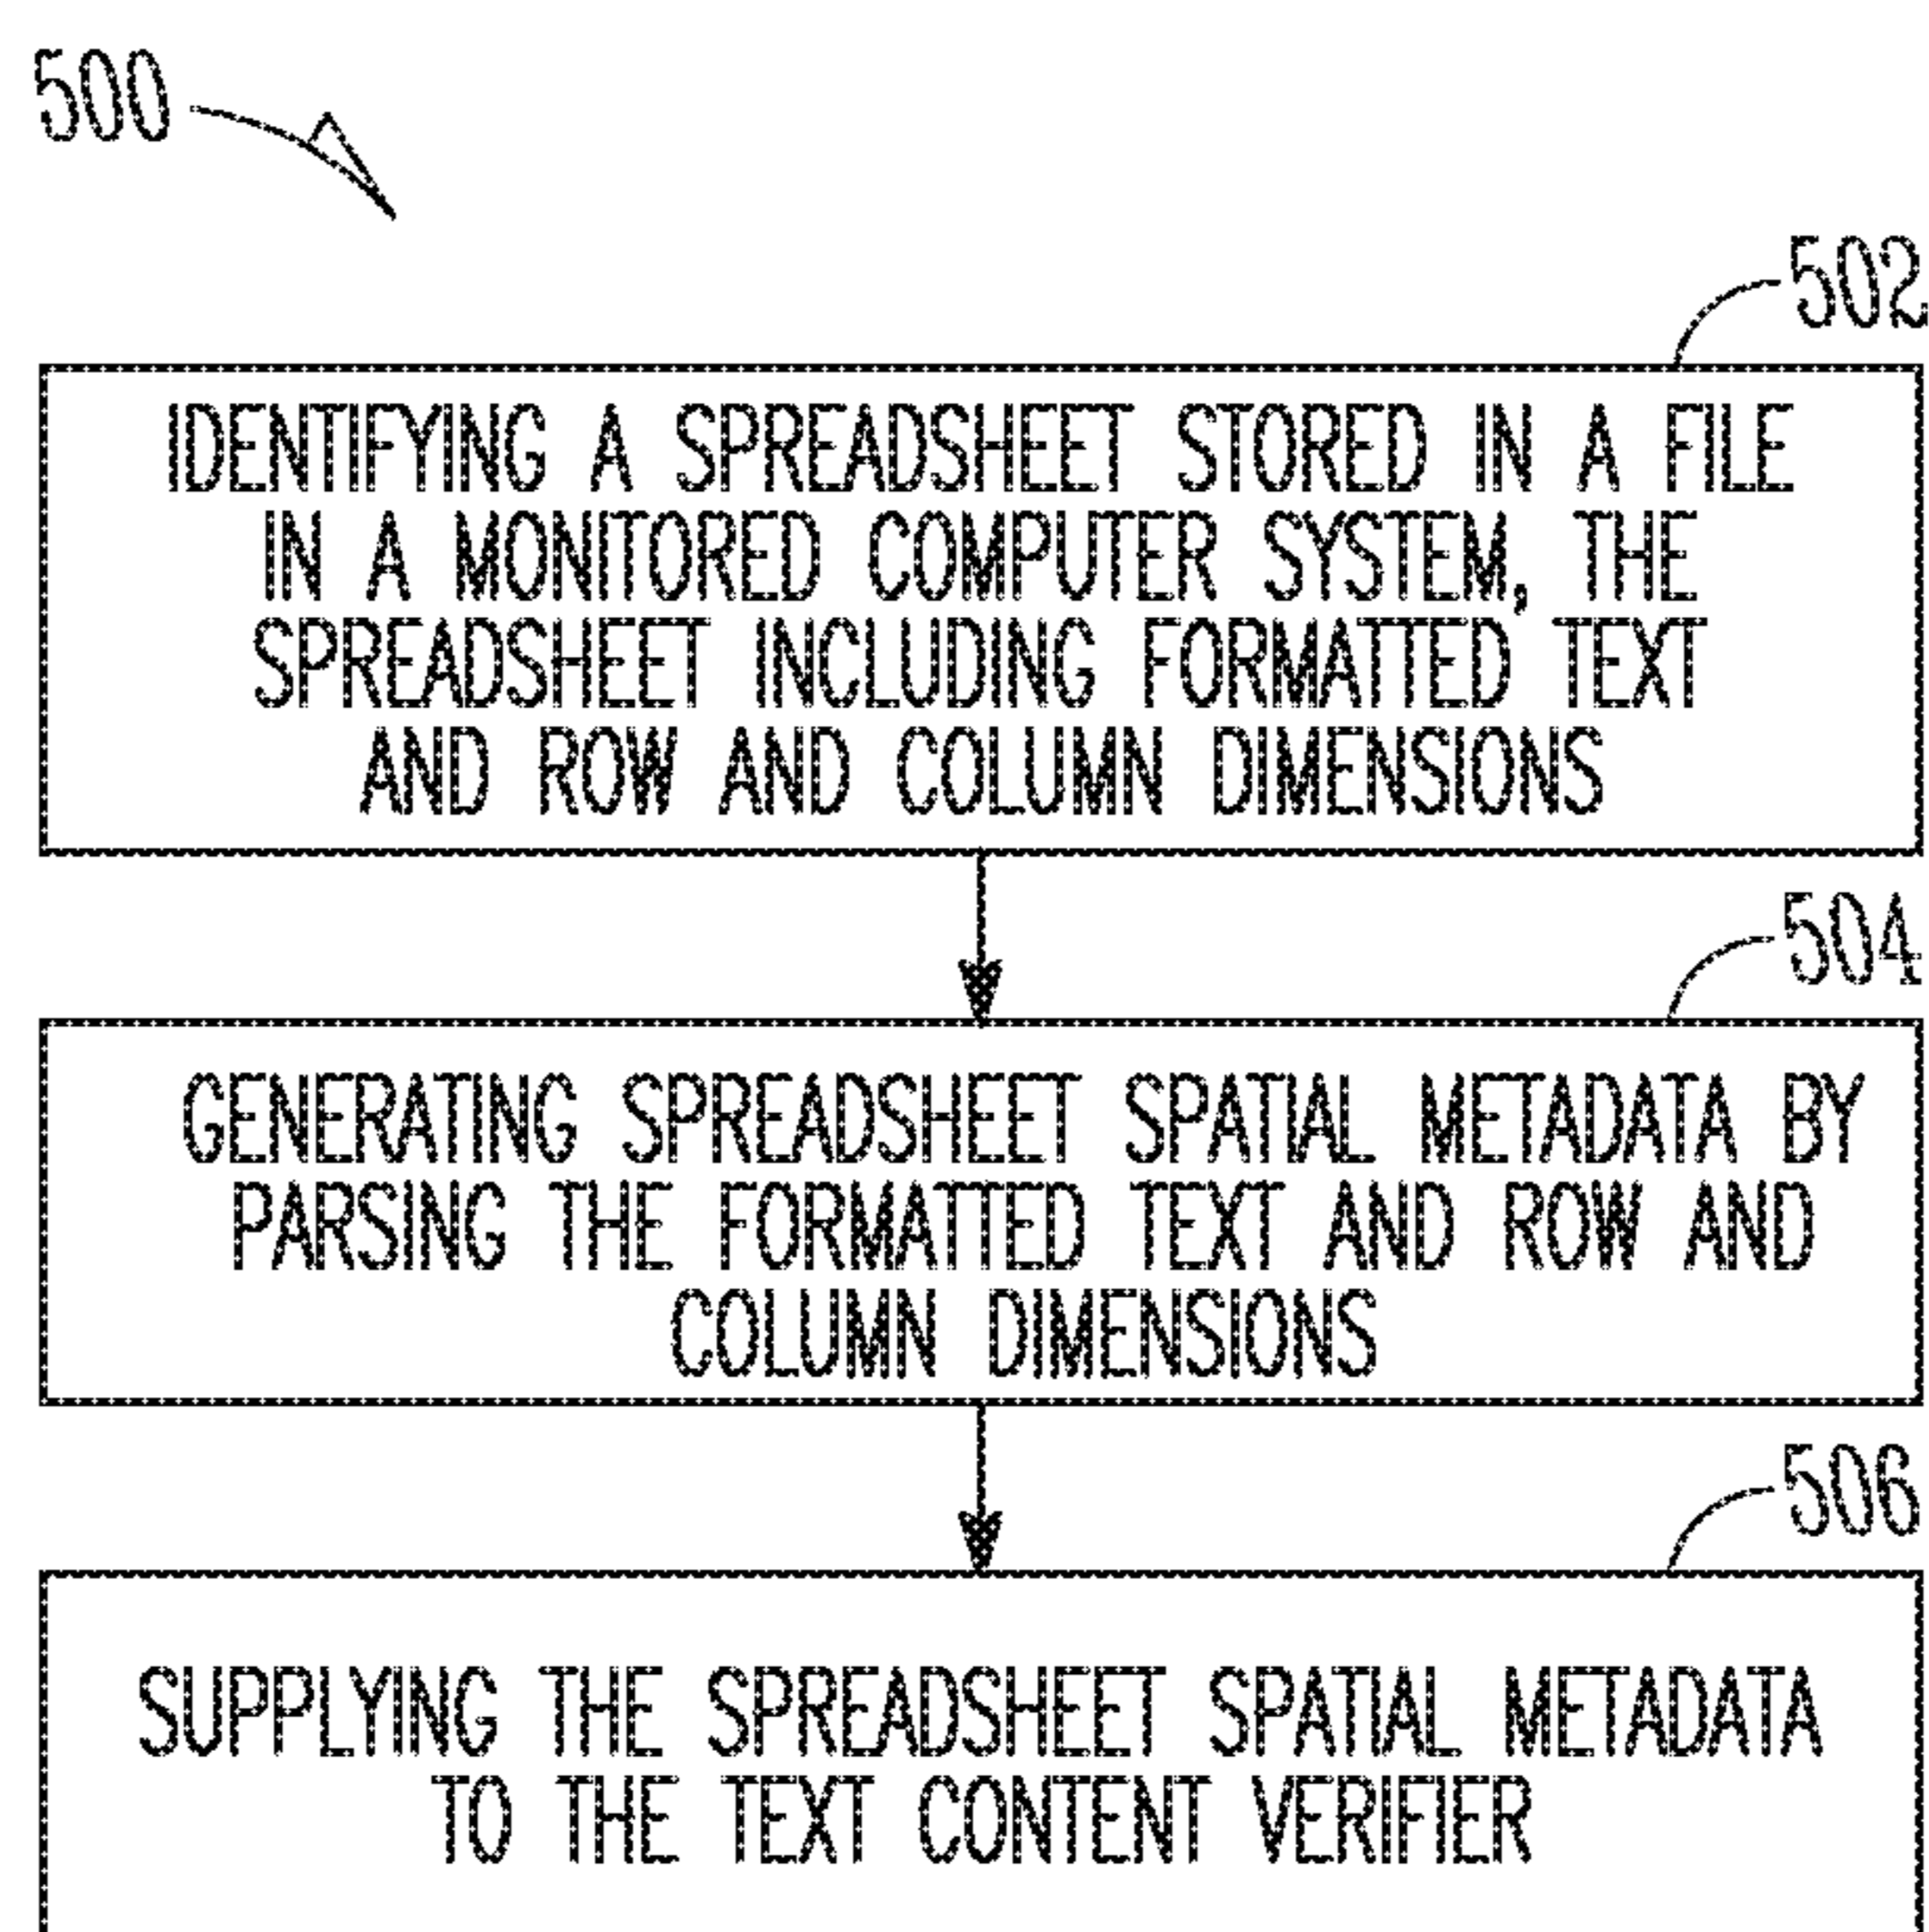 500
502
IDENTIFYING A SPREADSHEET STORED IN A FILE
IN A MONITORED COMPUTER SYSTEM, THE
SPREADSHEET INCLUDING FORMATTED TEXT
AND ROW AND COLUMN DIMENSIONS
504
GENERATING SPREADSHEET SPATIAL METADATA BY
PARSING THE FORMATTED TEXT AND ROW AND
COLUMN DIMENSIONS
506
SUPPLYING THE SPREADSHEET SPATIAL METADATA
TO THE TEXT CONTENT VERIFIER